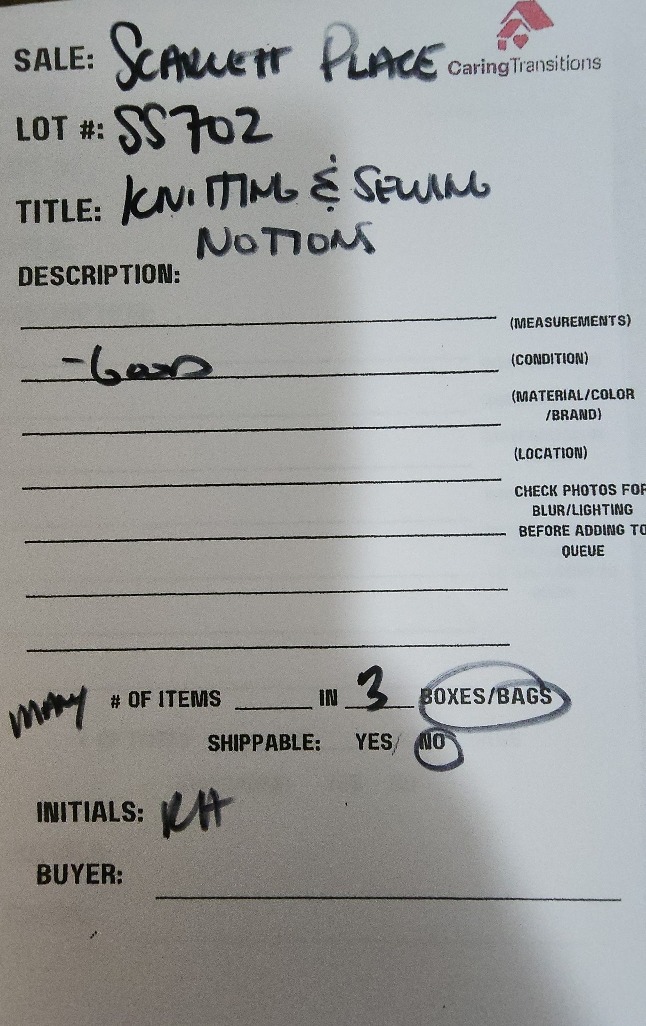 SALE: SCARLETT PLACE CaringTransitions
LOT #: SS702
TITLE: KNITTING & SEWING
NOTIONS
DESCRIPTION:
(MEASUREMENTS)
-GOOD (CONDITION)
(MATERIAL/COLOR
/BRAND)
(LOCATION)
CHECK PHOTOS FOR
BLUR/LIGHTING
BEFORE ADDING TO
QUEUE
MANY # OF ITEMS IN 3 BOXES/BAGS
SHIPPABLE: YES/ NO
INITIALS: RH
BUYER: